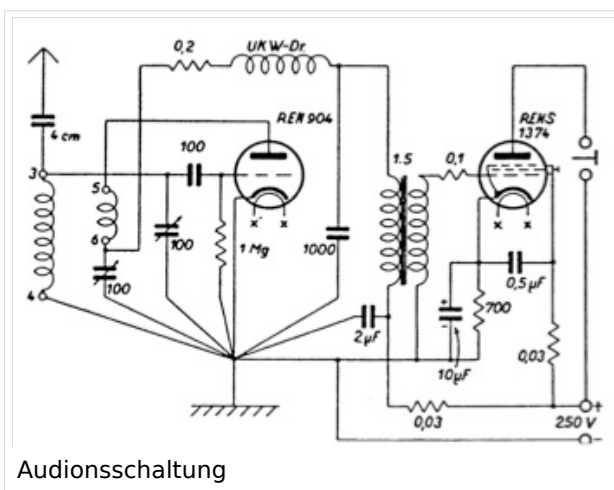 0,2
UKW-Dr.
REN 904
REKS
1374
4 cm
3
5
6
4
100
100
100
1 Mg
1000
1:5
0,1
x
x
x
x
2 µF
+
-
10 µF
700
0,5 µF
0,03
0,03
+
250 V
-
Audionsschaltung